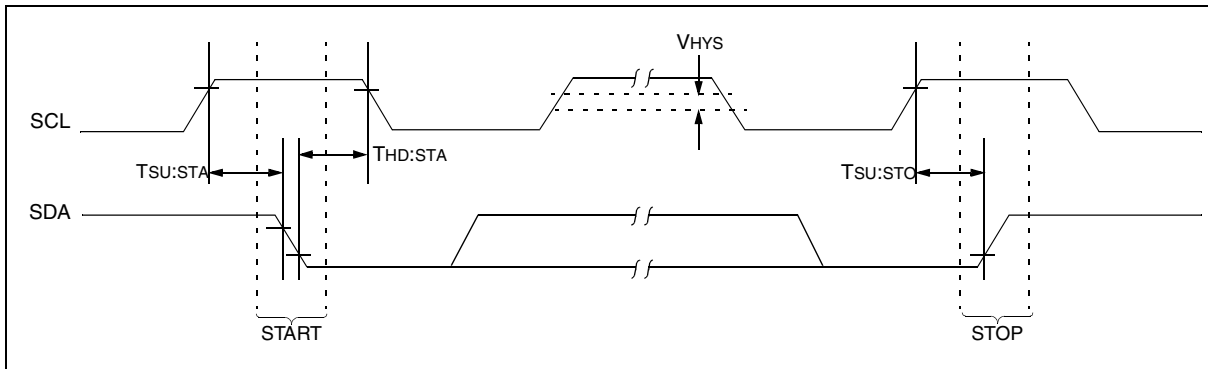 VHYS
SCL
THD:STA
TSU:STA
TSU:STO
SDA
START
STOP